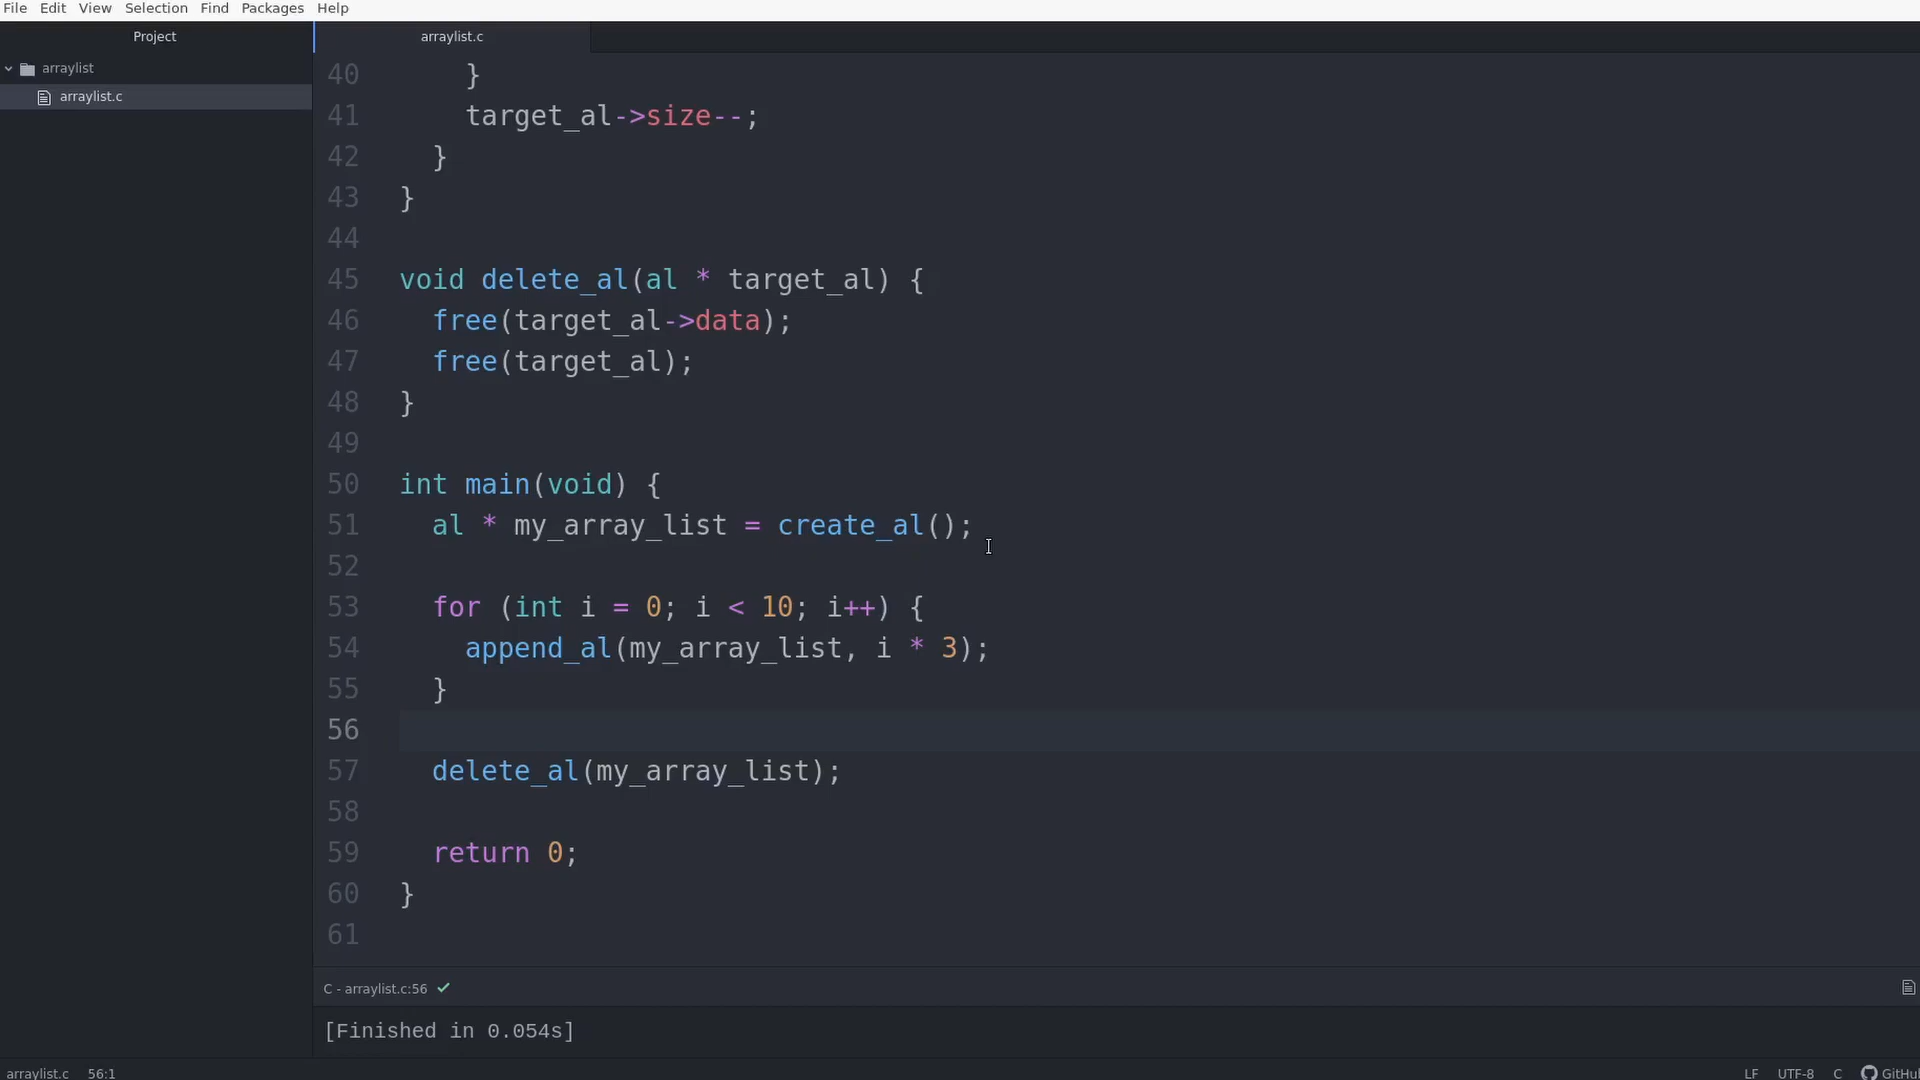 File Edit View Selection Find Packages Help
Project
arraylist.c
arraylist
arraylist.c
40 }
41 target_al->size--;
42 }
43 }
44
45 void delete_al(al * target_al) {
46 free(target_al->data);
47 free(target_al);
48 }
49
50 int main(void) {
51 al * my_array_list = create_al();
52
53 for (int i = 0; i < 10; i++) {
54 append_al(my_array_list, i * 3);
55 }
56
57 delete_al(my_array_list);
58
59 return 0;
60 }
61
C - arraylist.c:56
[Finished in 0.054s]
arraylist.c 56:1 LF UTF-8 C GitHu